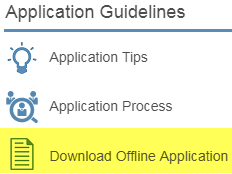 Application Guidelines
Application Tips
Application Process
Download Offline Application